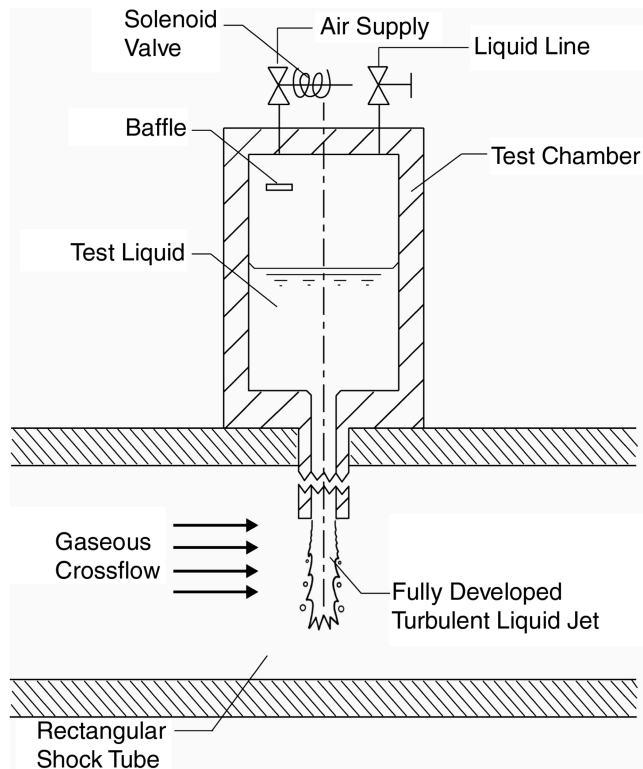 Solenoid
Valve
Air Supply
Liquid Line
Baffle
Test Chamber
Test Liquid
Gaseous
Crossflow
Fully Developed
Turbulent Liquid Jet
Rectangular
Shock Tube